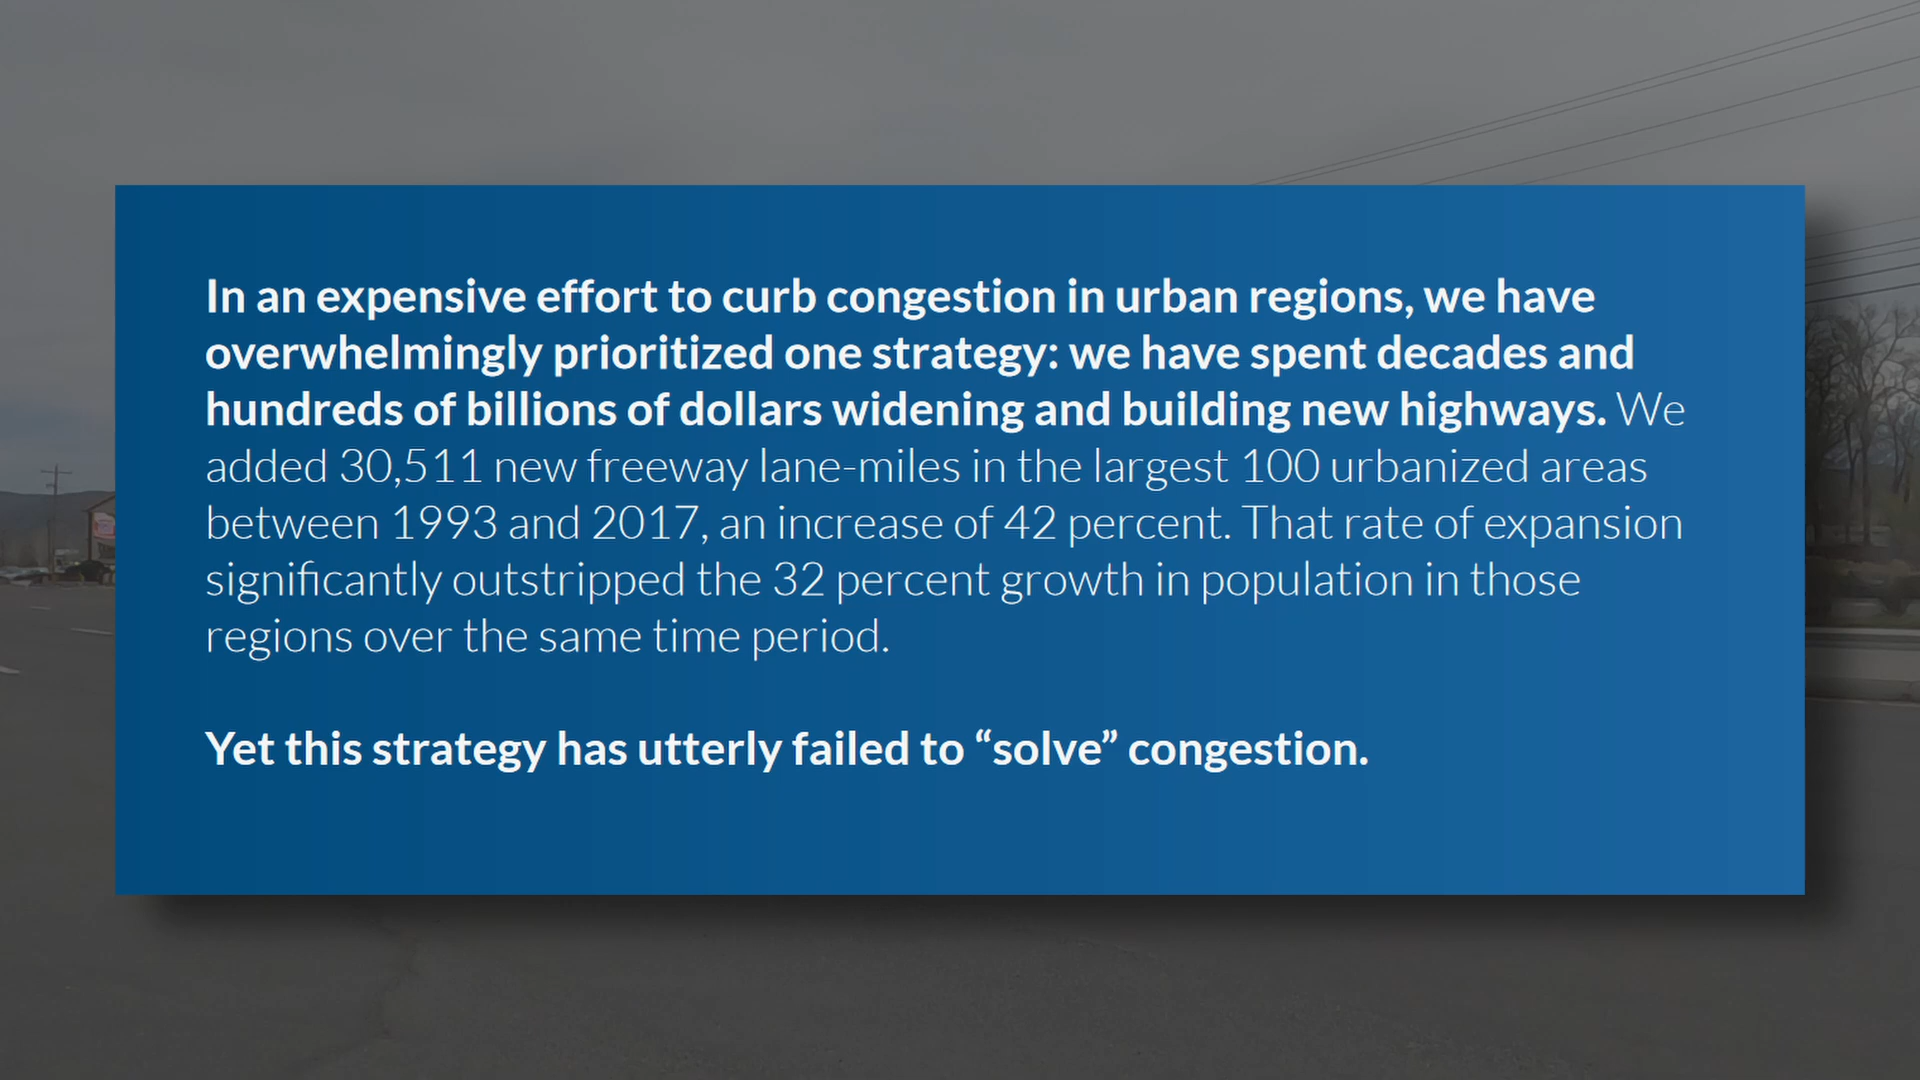 In an expensive effort to curb congestion in urban regions, we have
overwhelmingly prioritized one strategy: we have spent decades and
hundreds of billions of dollars widening and building new highways. We
added 30,511 new freeway lane-miles in the largest 100 urbanized areas
between 1993 and 2017, an increase of 42 percent. That rate of expansion
significantly outstripped the 32 percent growth in population in those
regions over the same time period.
Yet this strategy has utterly failed to “solve” congestion.